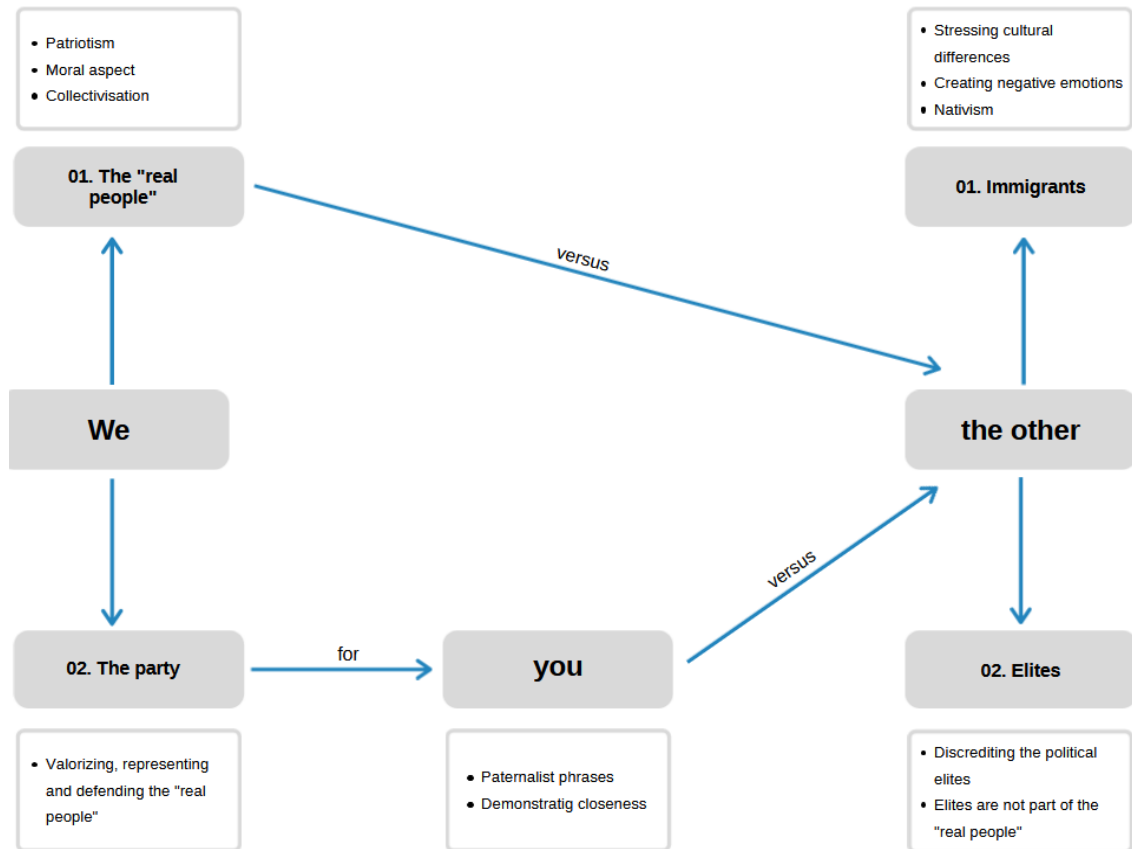 • Patriotism
• Moral aspect
• Collectivisation
• Stressing cultural
differences
• Creating negative emotions
• Nativism
01. The "real
people"
01. Immigrants
versus
We
the other
versus
02. The party
for
you
02. Elites
• Valorizing, representing
and defending the "real
people"
• Paternalist phrases
• Demonstratig closeness
• Discrediting the political
elites
• Elites are not part of the
"real people"